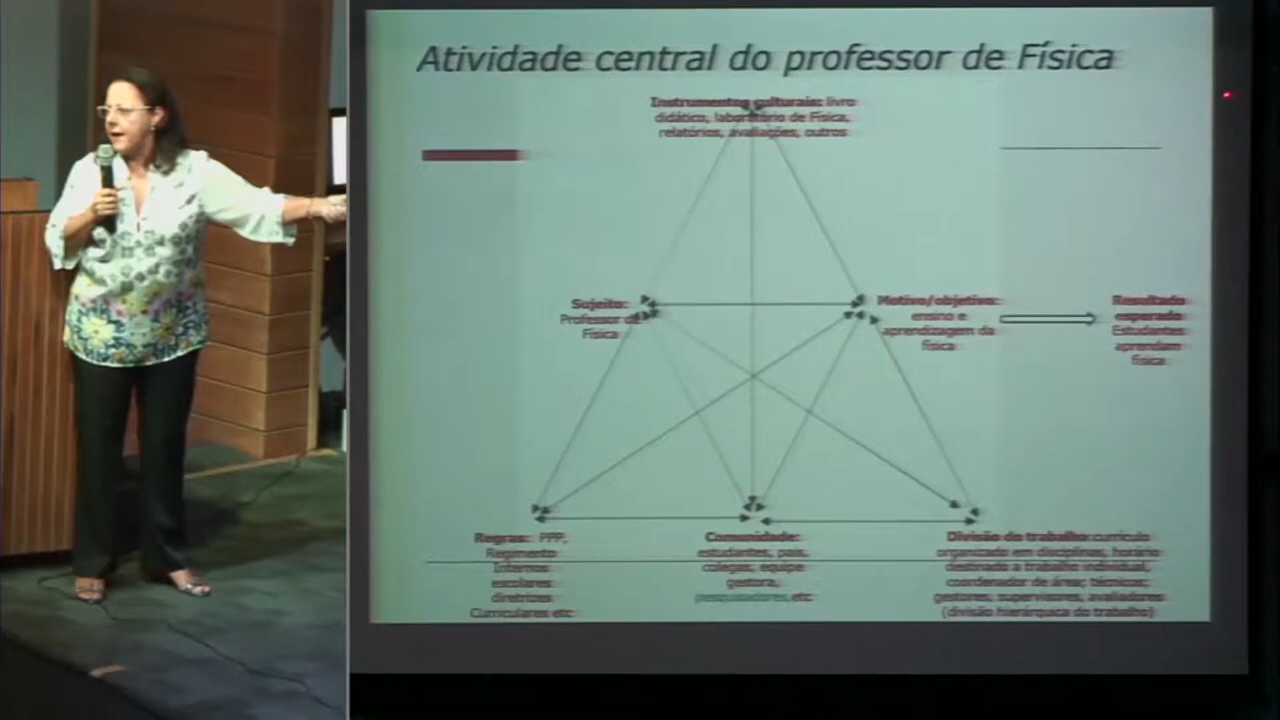 Atividade central do professor de Física
Instrumentos culturais: livro
didático, laboratório de Física,
relatórios, avaliações, outros
Sujeito:
Professor de
Física
Motivo/objetivo:
ensino e
aprendizagem da
física
Resultado
esperado
Estudantes
aprendam
física
Regras: PPP,
Regimento
Internos
escolares
diretrizes
Curriculares etc
Comunidade:
estudantes, pais,
colegas, equipe
gestora,
pesquisadores, etc
Divisão do trabalho: currículo
organizado em disciplinas, horário
destinado a trabalho individual,
coordenador de área; técnicos;
gestores, supervisores, avaliadores
(divisão hierárquica do trabalho)